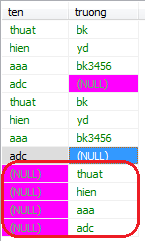 ten truong
thuat bk
hien yd
aaa bk3456
adc (NULL)
thuat bk
hien yd
aaa bk3456
adc (NULL)
(NULL) thuat
(NULL) hien
(NULL) aaa
(NULL) adc